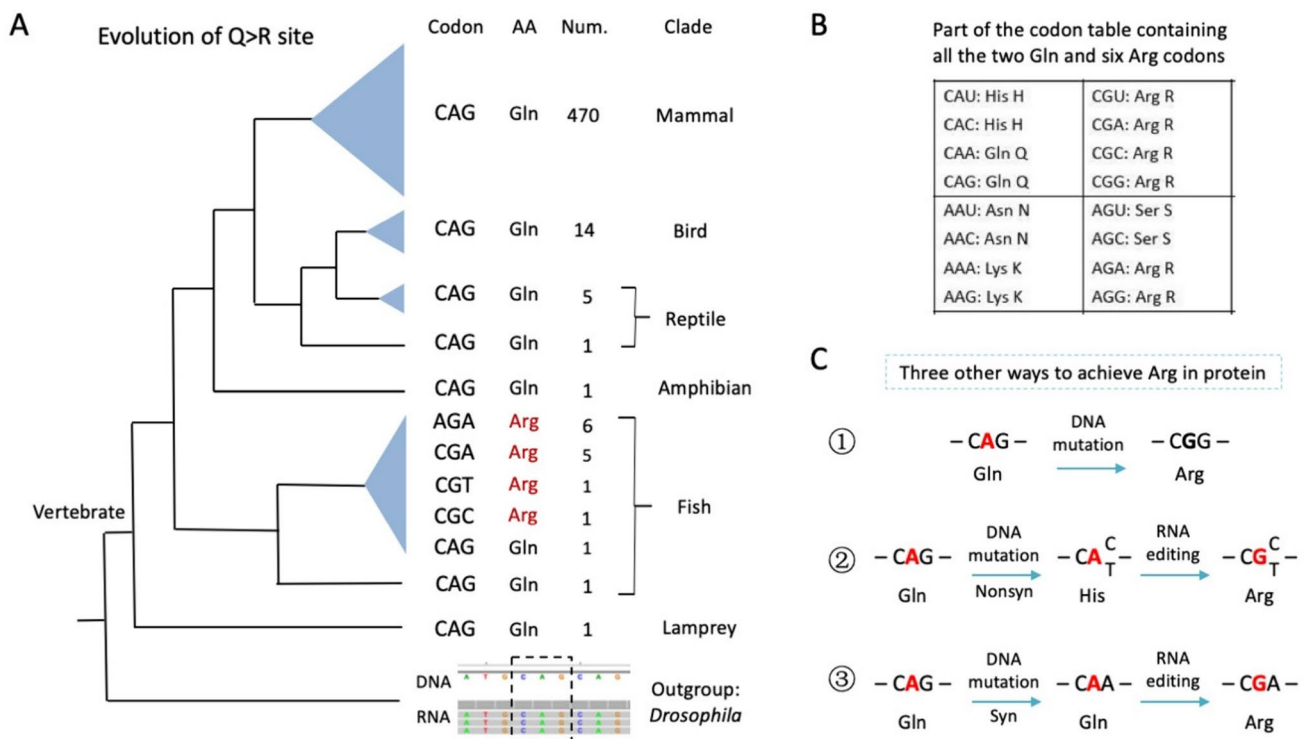 A
Evolution of Q>R site
Codon AA Num. Clade
CAG Gln 470 Mammal
CAG Gln 14 Bird
CAG Gln 5
Reptile
CAG Gln 1
CAG Gln 1 Amphibian
AGA Arg 6
CGA Arg 5
CGT Arg 1
Fish
CGC Arg 1
CAG Gln 1
CAG Gln 1
Vertebrate
CAG Gln 1 Lamprey
DNA
A T G C A G C A G
RNA
A T G C A G C A G
A T G C A G C A G
A T G C A G C A G
Outgroup:
Drosophila
B
Part of the codon table containing
all the two Gln and six Arg codons
CAU: His H CGU: Arg R
CAC: His H CGA: Arg R
CAA: Gln Q CGC: Arg R
CAG: Gln Q CGG: Arg R
AAU: Asn N AGU: Ser S
AAC: Asn N AGC: Ser S
AAA: Lys K AGA: Arg R
AAG: Lys K AGG: Arg R
C
Three other ways to achieve Arg in protein
①
– CAG –
Gln
DNA
mutation
– CGG –
Arg
②
– CAG –
Gln
DNA
mutation
Nonsyn
– CA C/T –
His
RNA
editing
– CG C/T –
Arg
③
– CAG –
Gln
DNA
mutation
Syn
– CAA –
Gln
RNA
editing
– CGA –
Arg